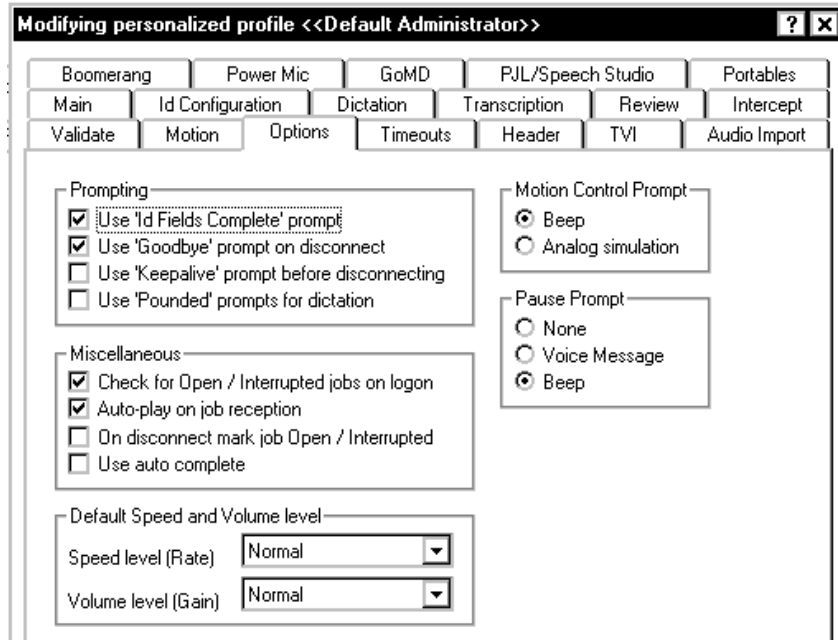 Modifying personalized profile <<Default Administrator>>
Boomerang Power Mic GoMD PJL/Speech Studio Portables
Main Id Configuration Dictation Transcription Review Intercept
Validate Motion Options Timeouts Header TVI Audio Import
Prompting
Use 'Id Fields Complete' prompt
Use 'Goodbye' prompt on disconnect
Use 'Keepalive' prompt before disconnecting
Use 'Pounded' prompts for dictation
Motion Control Prompt
Beep
Analog simulation
Pause Prompt
None
Voice Message
Beep
Miscellaneous
Check for Open / Interrupted jobs on logon
Auto-play on job reception
On disconnect mark job Open / Interrupted
Use auto complete
Default Speed and Volume level
Speed level (Rate) Normal
Volume level (Gain) Normal